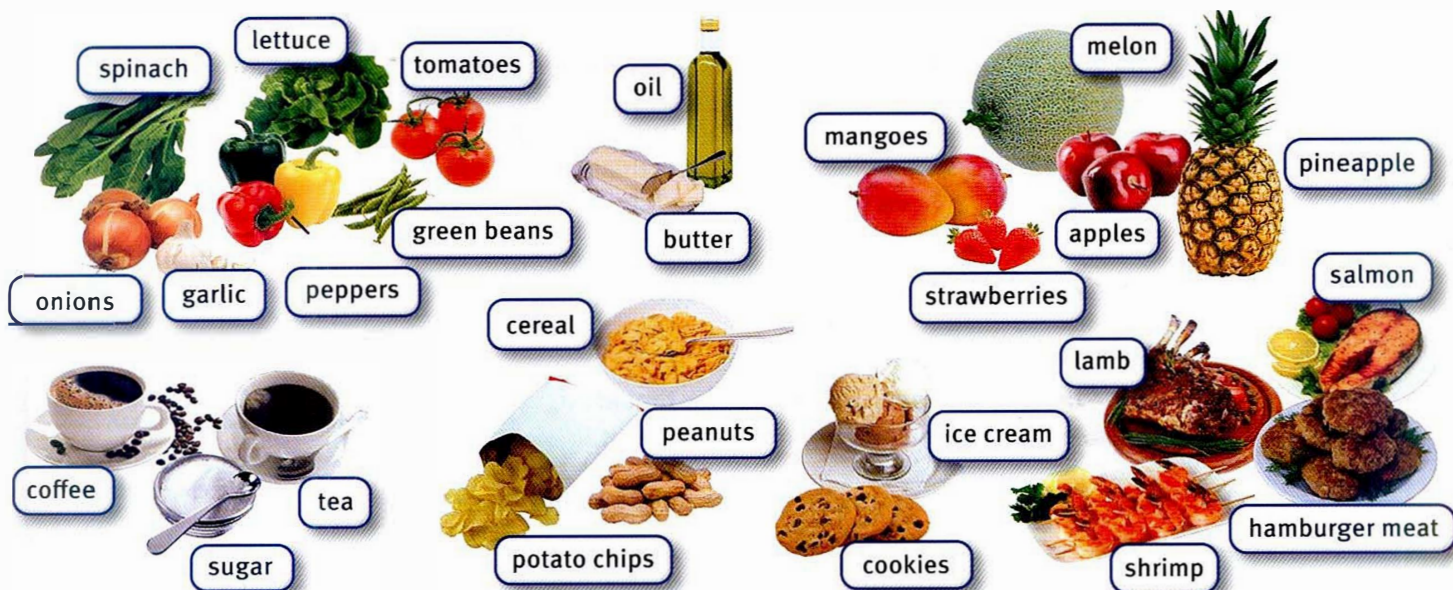 lettuce
spinach
tomatoes
green beans
onions
garlic
peppers
oil
butter
melon
mangoes
pineapple
apples
strawberries
salmon
lamb
hamburger meat
shrimp
coffee
tea
sugar
cereal
peanuts
potato chips
ice cream
cookies